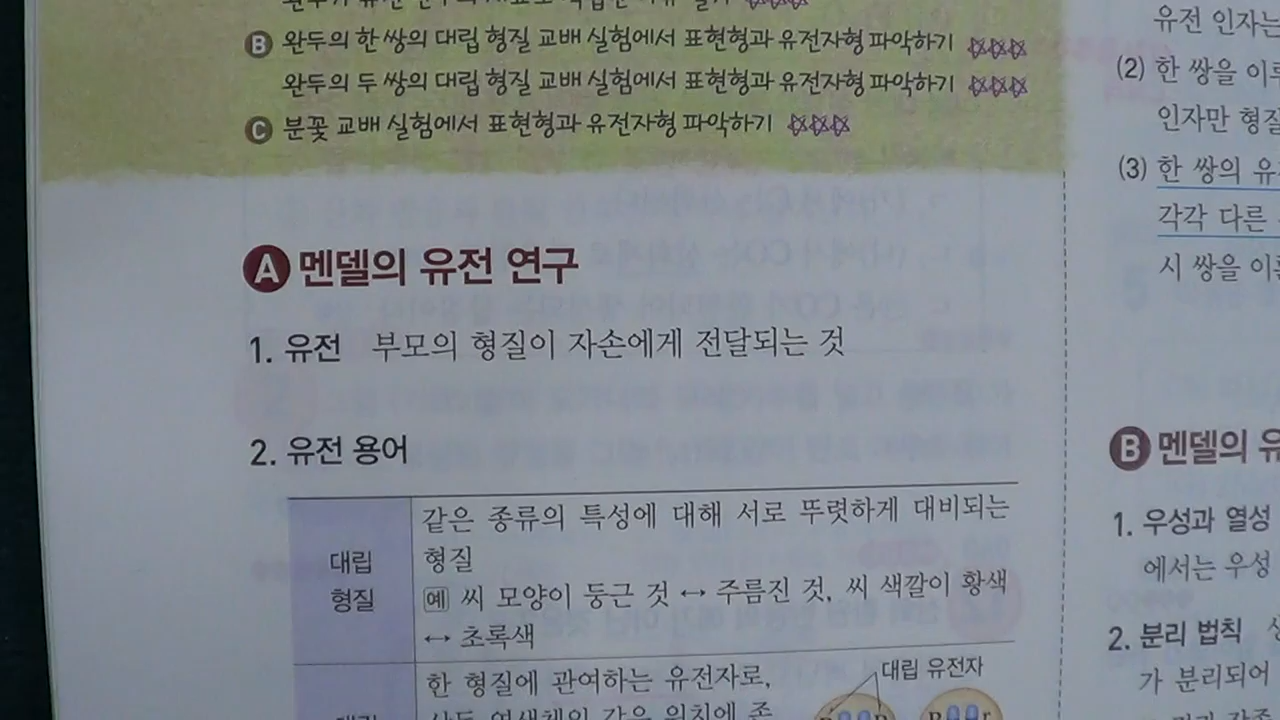 B 완두의 한 쌍의 대립 형질 교배 실험에서 표현형과 유전자형 파악하기 ☆☆☆
완두의 두 쌍의 대립 형질 교배 실험에서 표현형과 유전자형 파악하기 ☆☆☆
C 분꽃 교배 실험에서 표현형과 유전자형 파악하기 ☆☆☆
A 멘델의 유전 연구
1. 유전 부모의 형질이 자손에게 전달되는 것
2. 유전 용어
대립
형질
같은 종류의 특성에 대해 서로 뚜렷하게 대비되는
형질
예 씨 모양이 둥근 것 ↔ 주름진 것, 씨 색깔이 황색
↔ 초록색
한 형질에 관여하는 유전자로,
대립 유전자
유전 인자는
(2) 한 쌍을
인자만
(3) 한 쌍의
각각 다른
시 쌍을
B 멘델의
1. 우성과 열성
에서는 우성
2. 분리 법칙
가 분리되어